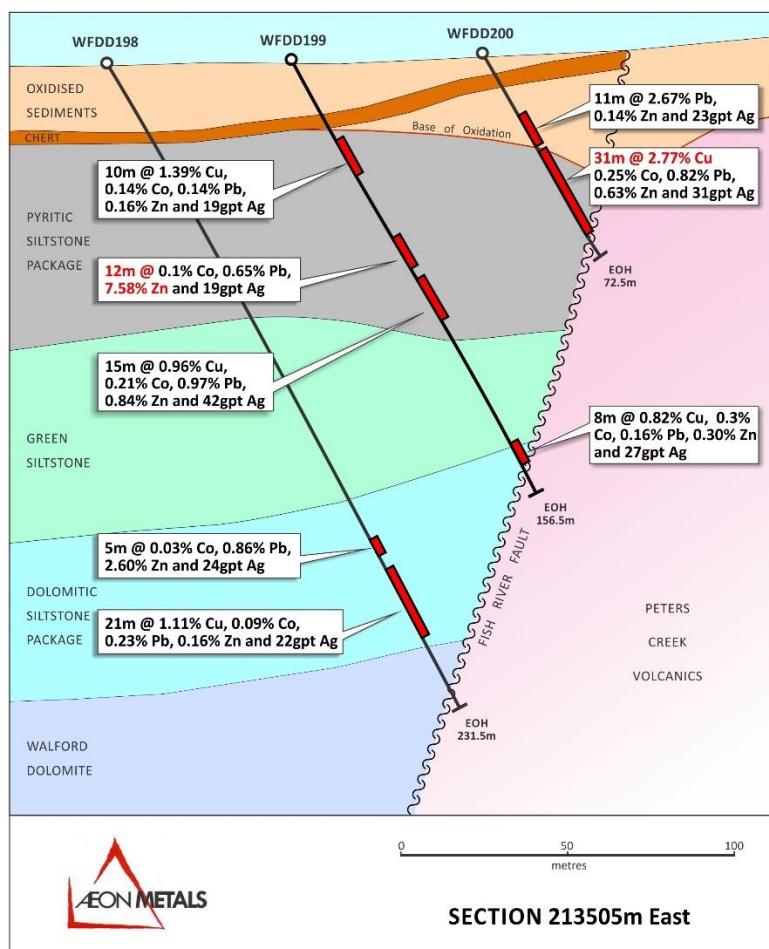 WFDD198
WFDD199
WFDD200
OXIDISED
SEDIMENTS
CHERT
Base of Oxidation
11m @ 2.67% Pb,
0.14% Zn and 23gpt Ag
31m @ 2.77% Cu
0.25% Co, 0.82% Pb,
0.63% Zn and 31gpt Ag
10m @ 1.39% Cu,
0.14% Co, 0.14% Pb,
0.16% Zn and 19gpt Ag
PYRITIC
SILTSTONE
PACKAGE
12m @ 0.1% Co, 0.65% Pb,
7.58% Zn and 19gpt Ag
EOH
72.5m
15m @ 0.96% Cu,
0.21% Co, 0.97% Pb,
0.84% Zn and 42gpt Ag
GREEN
SILTSTONE
8m @ 0.82% Cu, 0.3%
Co, 0.16% Pb, 0.30% Zn
and 27gpt Ag
EOH
156.5m
5m @ 0.03% Co, 0.86% Pb,
2.60% Zn and 24gpt Ag
DOLOMITIC
SILTSTONE
PACKAGE
21m @ 1.11% Cu, 0.09% Co,
0.23% Pb, 0.16% Zn and 22gpt Ag
FISH RIVER FAULT
PETERS
CREEK
VOLCANICS
EOH
231.5m
WALFORD
DOLOMITE
ÆON METALS
0 50 100
metres
SECTION 213505m East